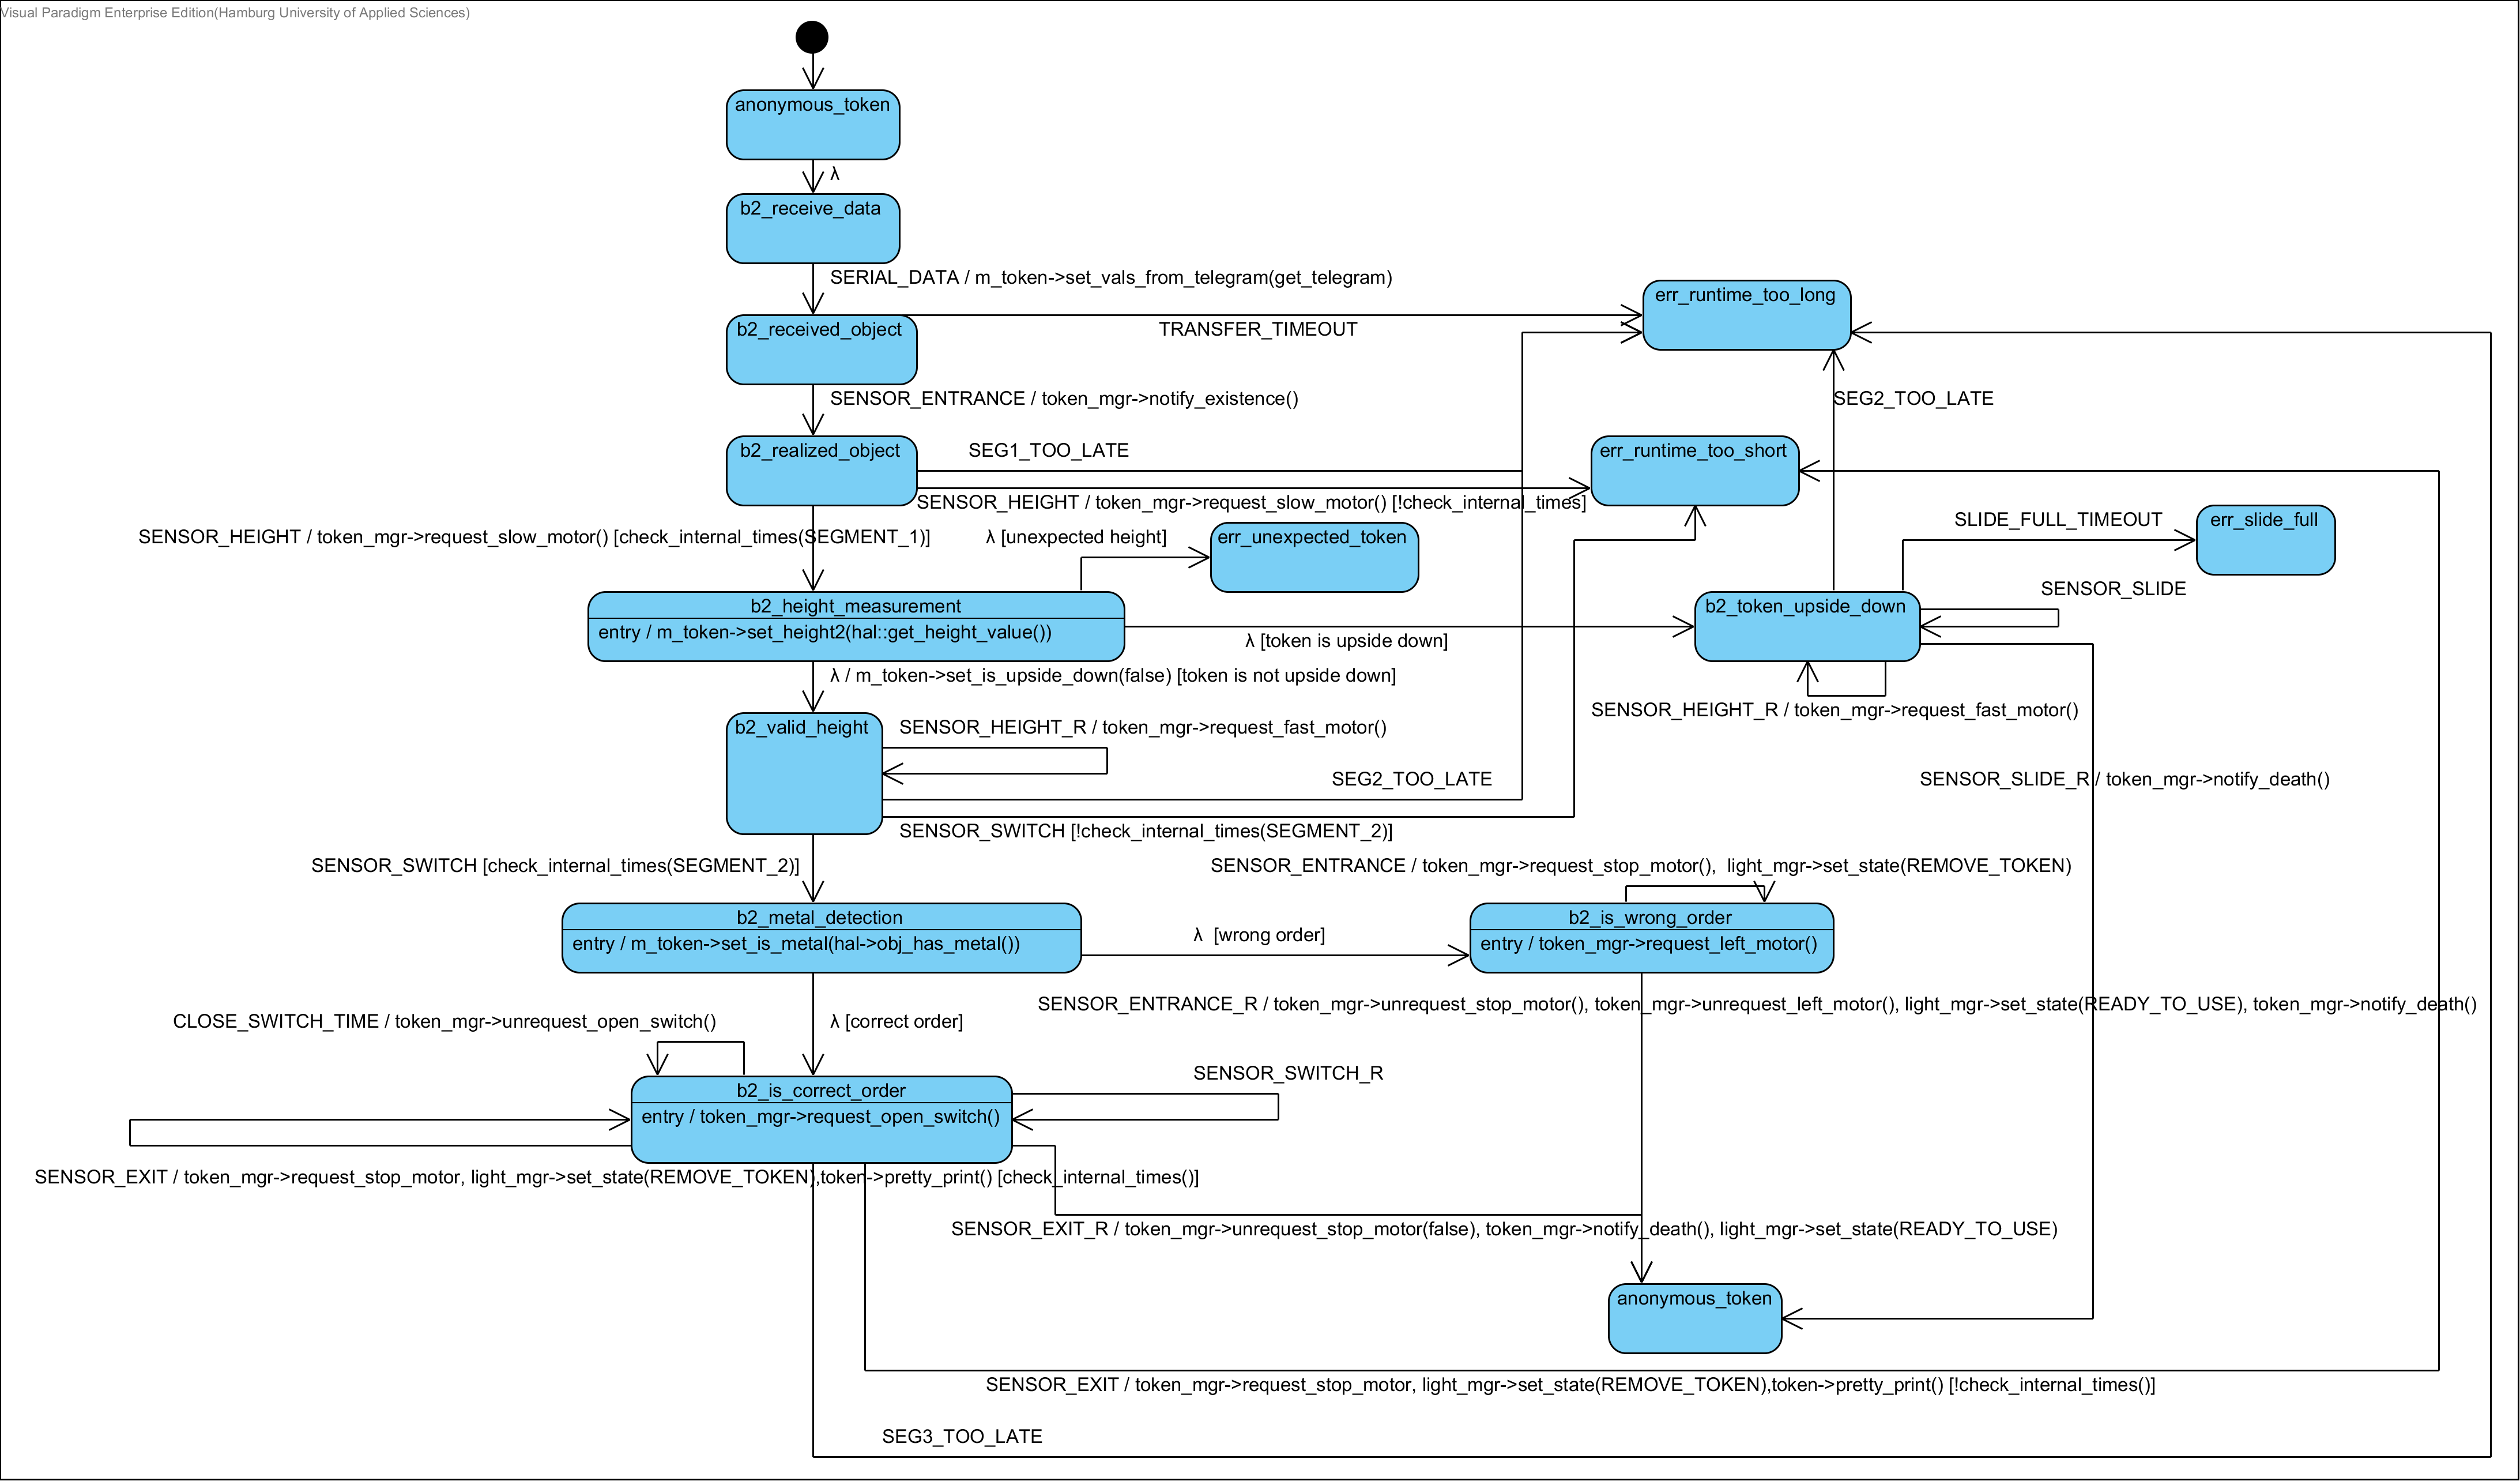 Visual Paradigm Enterprise Edition(Hamburg University of Applied Sciences)
anonymous_token
λ
b2_receive_data
SERIAL_DATA / m_token->set_vals_from_telegram(get_telegram)
err_runtime_too_long
b2_received_object
TRANSFER_TIMEOUT
SENSOR_ENTRANCE / token_mgr->notify_existence()
SEG2_TOO_LATE
b2_realized_object
SEG1_TOO_LATE
err_runtime_too_short
SENSOR_HEIGHT / token_mgr->request_slow_motor() [!check_internal_times]
SLIDE_FULL_TIMEOUT
err_slide_full
SENSOR_HEIGHT / token_mgr->request_slow_motor() [check_internal_times(SEGMENT_1)]
λ [unexpected height]
err_unexpected_token
SENSOR_SLIDE
b2_height_measurement
entry / m_token->set_height2(hal::get_height_value())
b2_token_upside_down
λ [token is upside down]
λ / m_token->set_is_upside_down(false) [token is not upside down]
SENSOR_HEIGHT_R / token_mgr->request_fast_motor()
b2_valid_height
SENSOR_HEIGHT_R / token_mgr->request_fast_motor()
SEG2_TOO_LATE
SENSOR_SLIDE_R / token_mgr->notify_death()
SENSOR_SWITCH [!check_internal_times(SEGMENT_2)]
SENSOR_SWITCH [check_internal_times(SEGMENT_2)]
SENSOR_ENTRANCE / token_mgr->request_stop_motor(),  light_mgr->set_state(REMOVE_TOKEN)
b2_metal_detection
entry / m_token->set_is_metal(hal->obj_has_metal())
λ  [wrong order]
b2_is_wrong_order
entry / token_mgr->request_left_motor()
SENSOR_ENTRANCE_R / token_mgr->unrequest_stop_motor(), token_mgr->unrequest_left_motor(), light_mgr->set_state(READY_TO_USE), token_mgr->notify_death()
CLOSE_SWITCH_TIME / token_mgr->unrequest_open_switch()
λ [correct order]
SENSOR_SWITCH_R
b2_is_correct_order
entry / token_mgr->request_open_switch()
SENSOR_EXIT / token_mgr->request_stop_motor, light_mgr->set_state(REMOVE_TOKEN),token->pretty_print() [check_internal_times()]
SENSOR_EXIT_R / token_mgr->unrequest_stop_motor(false), token_mgr->notify_death(), light_mgr->set_state(READY_TO_USE)
anonymous_token
SENSOR_EXIT / token_mgr->request_stop_motor, light_mgr->set_state(REMOVE_TOKEN),token->pretty_print() [!check_internal_times()]
SEG3_TOO_LATE